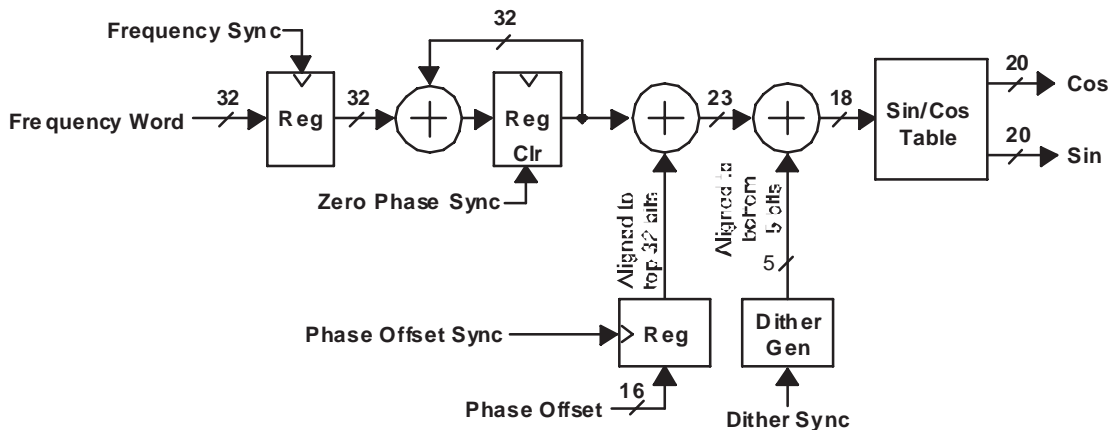 32
Frequency Sync
20
32
32
23
18
Cos
Frequency Word
Reg
Reg
Sin/Cos
Table
Clr
20
Sin
Zero Phase Sync
Aligned to
top 32 bits
Aligned to
5 bits
5
Phase Offset Sync
Reg
Dither
Gen
16
Phase Offset
Dither Sync